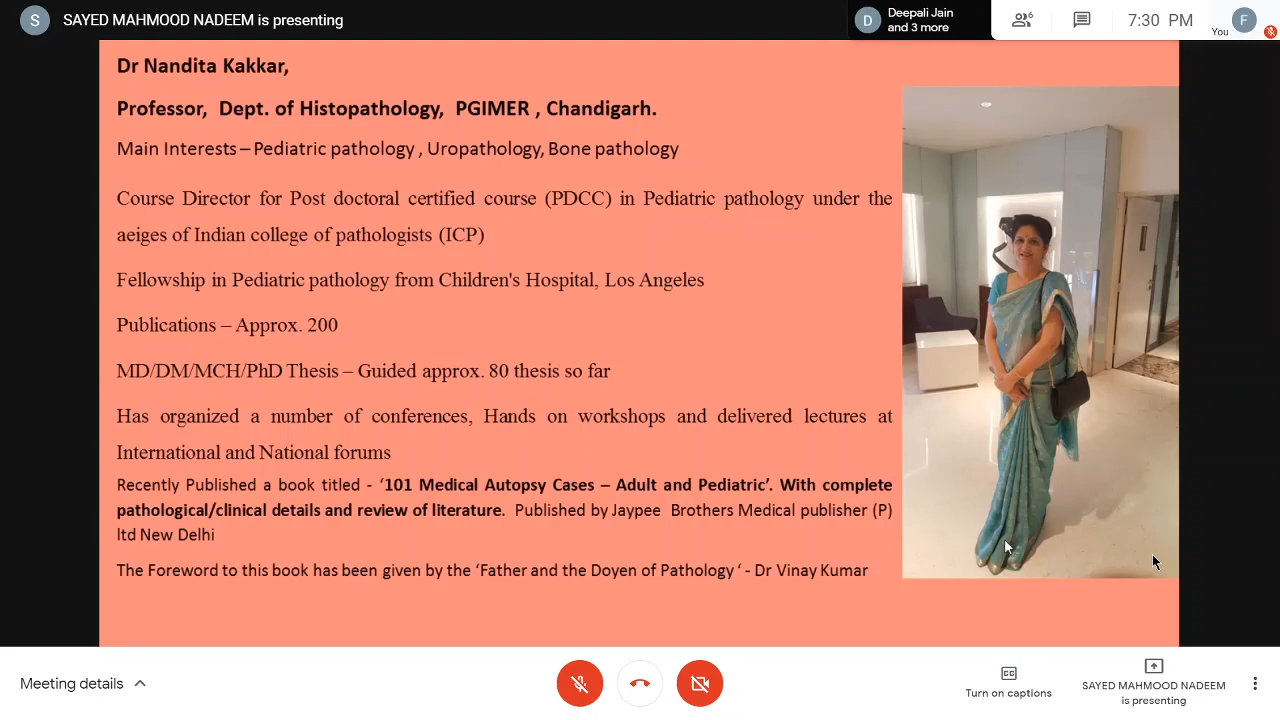 S SAYED MAHMOOD NADEEM is presenting
D Deepali Jain
and 3 more
6
7:30 PM
You F
Dr Nandita Kakkar,
Professor, Dept. of Histopathology, PGIMER , Chandigarh.
Main Interests – Pediatric pathology , Uropathology, Bone pathology
Course Director for Post doctoral certified course (PDCC) in Pediatric pathology under the
aeiges of Indian college of pathologists (ICP)
Fellowship in Pediatric pathology from Children's Hospital, Los Angeles
Publications – Approx. 200
MD/DM/MCH/PhD Thesis – Guided approx. 80 thesis so far
Has organized a number of conferences, Hands on workshops and delivered lectures at
International and National forums
Recently Published a book titled - ‘101 Medical Autopsy Cases – Adult and Pediatric’. With complete
pathological/clinical details and review of literature. Published by Jaypee Brothers Medical publisher (P)
ltd New Delhi
The Foreword to this book has been given by the ‘Father and the Doyen of Pathology ‘ - Dr Vinay Kumar
Meeting details
CC
Turn on captions
SAYED MAHMOOD NADEEM
is presenting